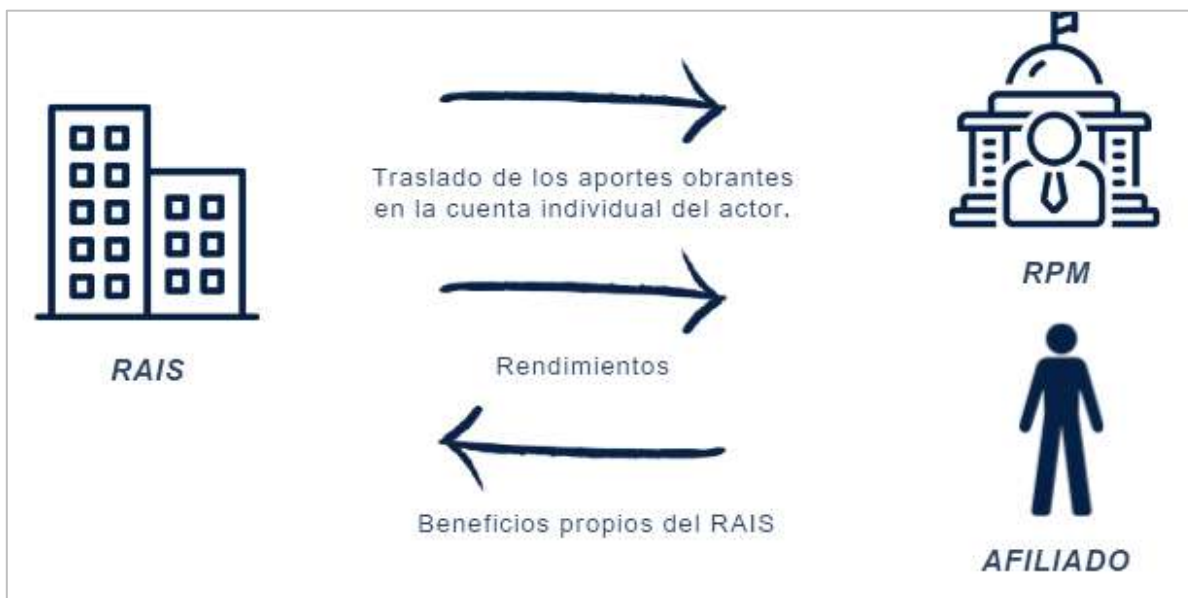 Traslado de los aportes obrantes
en la cuenta individual del actor.
RPM
RAIS
Rendimientos
Beneficios propios del RAIS
AFILIADO